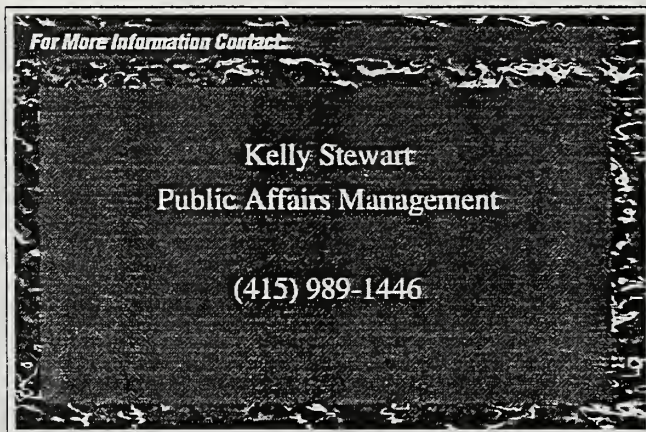 For More Information Contact:
Kelly Stewart
Public Affairs Management
(415) 989-1446